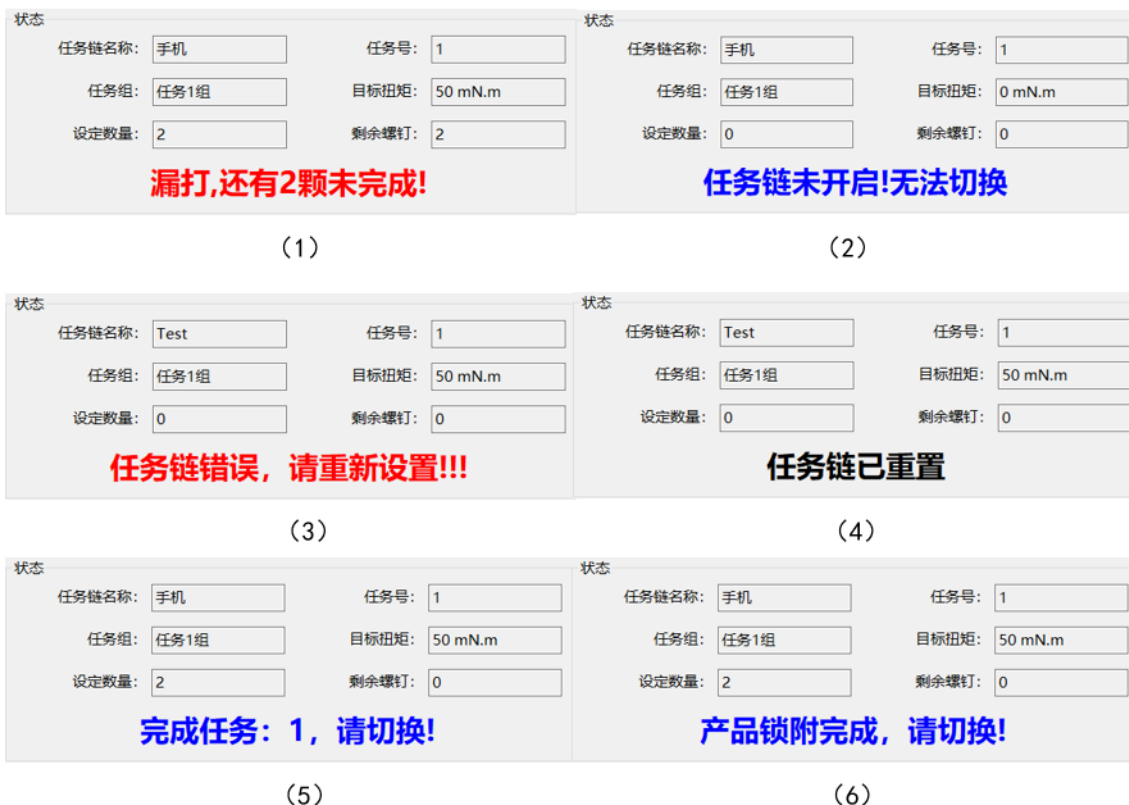 状态 状态
任务链名称: 手机 任务号: 1 任务链名称: 手机 任务号: 1
任务组: 任务1组 目标扭矩: 50 mN.m 任务组: 任务1组 目标扭矩: 0 mN.m
设定数量: 2 剩余螺钉: 2 设定数量: 0 剩余螺钉: 0
漏打,还有2颗未完成! 任务链未开启!无法切换
（1） （2）
状态 状态
任务链名称: Test 任务号: 1 任务链名称: Test 任务号: 1
任务组: 任务1组 目标扭矩: 50 mN.m 任务组: 任务1组 目标扭矩: 50 mN.m
设定数量: 0 剩余螺钉: 0 设定数量: 0 剩余螺钉: 0
任务链错误，请重新设置!!! 任务链已重置
（3） （4）
状态 状态
任务链名称: 手机 任务号: 1 任务链名称: 手机 任务号: 1
任务组: 任务1组 目标扭矩: 50 mN.m 任务组: 任务1组 目标扭矩: 50 mN.m
设定数量: 2 剩余螺钉: 0 设定数量: 2 剩余螺钉: 0
完成任务：1，请切换! 产品锁附完成，请切换!
（5） （6）